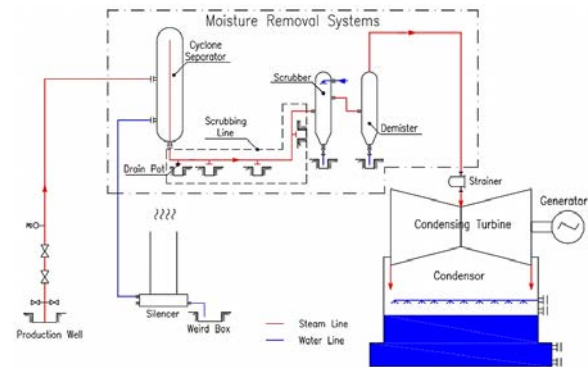 Moisture Removal Systems
Cyclone
Separator
Scrubber
Scrubbing
Line
Demister
Drain Pot
Strainer
Generator
Condensing Turbine
Condensor
Silencer
Weird Box
Production Well
Steam Line
Water Line